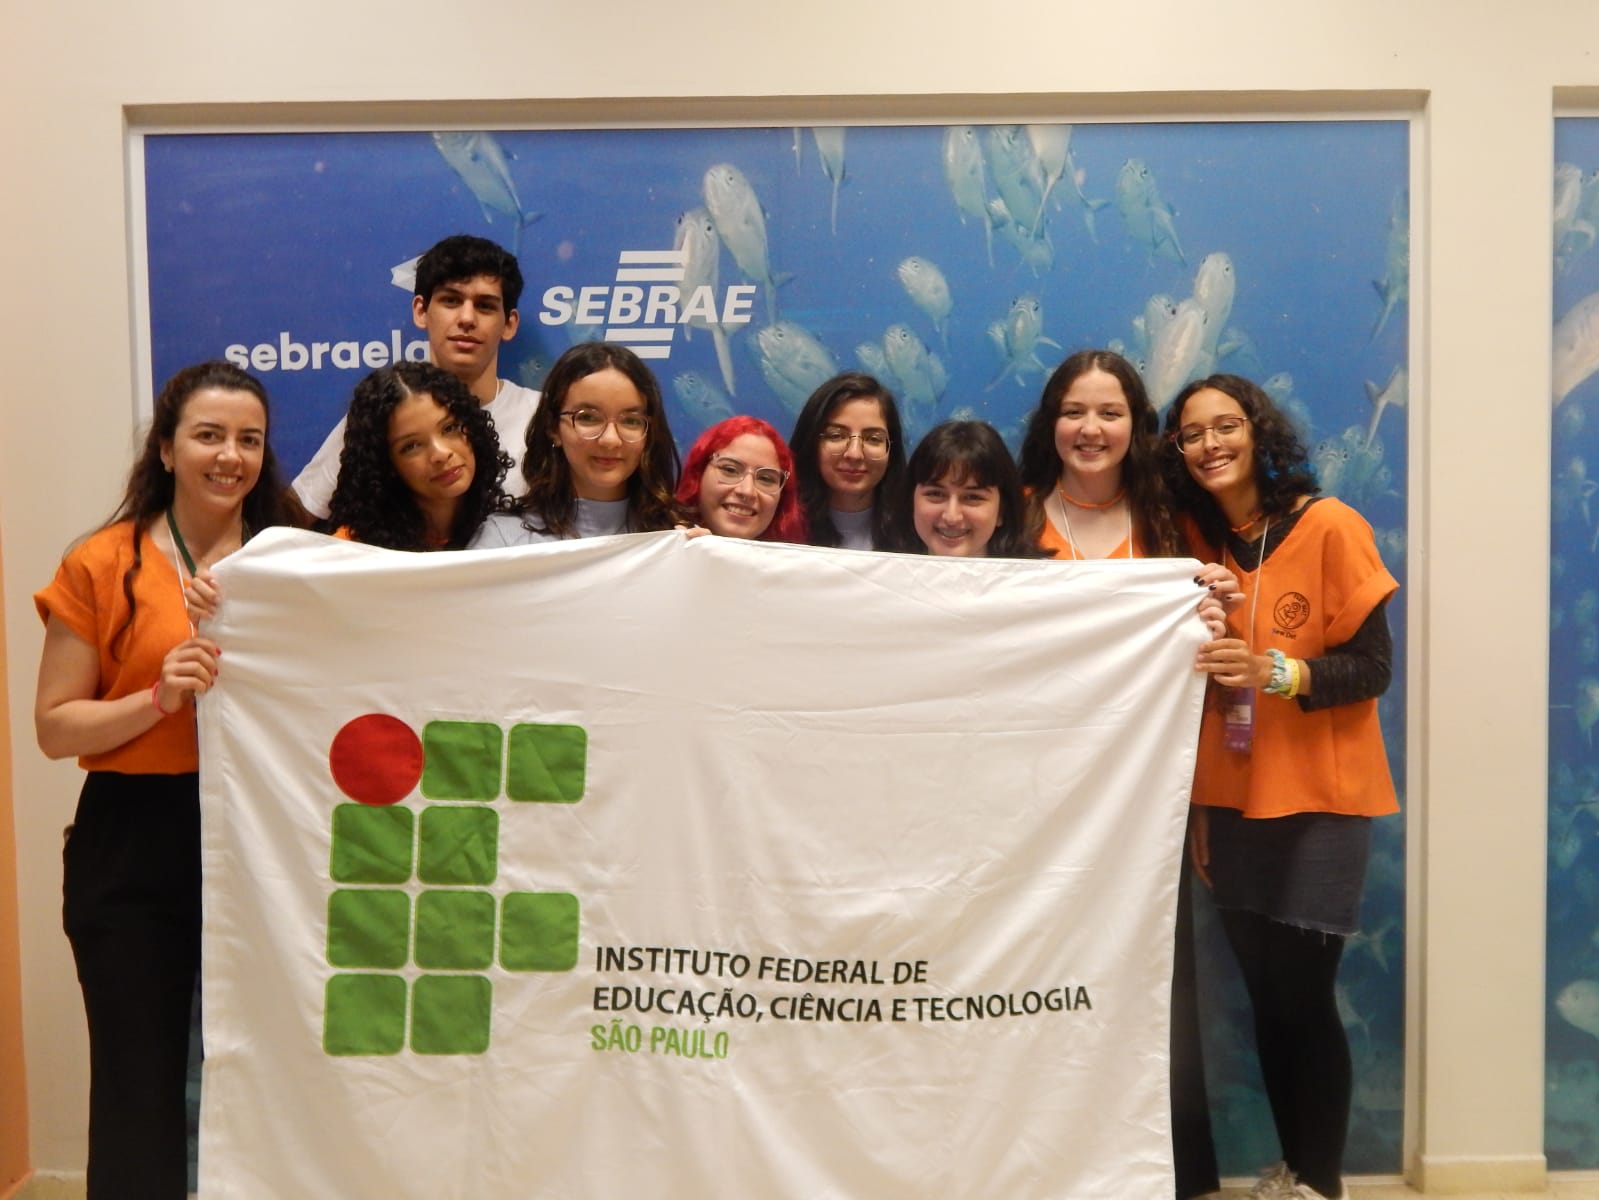 SEBRAE
sebraela
INSTITUTO FEDERAL DE
EDUCAÇÃO, CIÊNCIA E TECNOLOGIA
SÃO PAULO